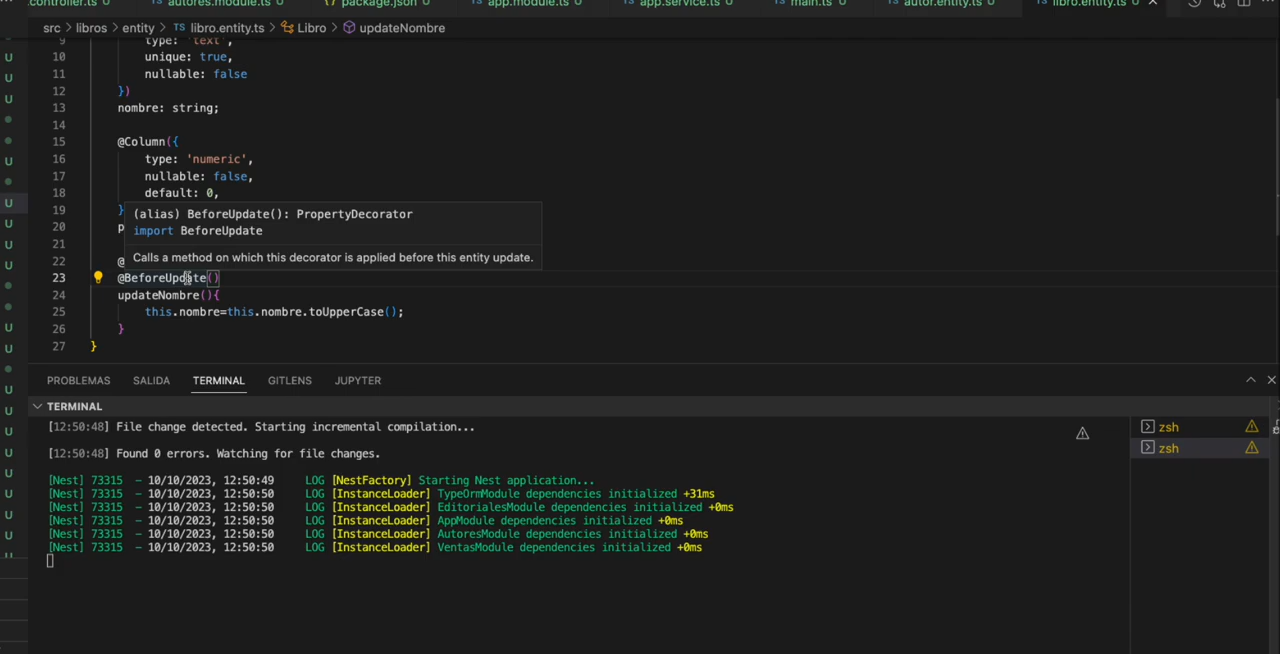 .controller.ts U autores.module.ts U package.json U app.module.ts U app.service.ts U main.ts U autor.entity.ts U libro.entity.ts U
src > libros > entity > TS libro.entity.ts > Libro > updateNombre
9 type: 'text',
10 unique: true,
11 nullable: false
12 })
13 nombre: string;
14
15 @Column({
16 type: 'numeric',
17 nullable: false,
18 default: 0,
19 }
(alias) BeforeUpdate(): PropertyDecorator
20 p
import BeforeUpdate
21
Calls a method on which this decorator is applied before this entity update.
22 @
23 @BeforeUpdate()
24 updateNombre(){
25 this.nombre=this.nombre.toUpperCase();
26 }
27 }
PROBLEMAS SALIDA TERMINAL GITLENS JUPYTER
TERMINAL
[12:50:48] File change detected. Starting incremental compilation...
zsh
[12:50:48] Found 0 errors. Watching for file changes.
zsh
[Nest] 73315 - 10/10/2023, 12:50:49 LOG [NestFactory] Starting Nest application...
[Nest] 73315 - 10/10/2023, 12:50:50 LOG [InstanceLoader] TypeOrmModule dependencies initialized +31ms
[Nest] 73315 - 10/10/2023, 12:50:50 LOG [InstanceLoader] EditorialesModule dependencies initialized +0ms
[Nest] 73315 - 10/10/2023, 12:50:50 LOG [InstanceLoader] AppModule dependencies initialized +0ms
[Nest] 73315 - 10/10/2023, 12:50:50 LOG [InstanceLoader] AutoresModule dependencies initialized +0ms
[Nest] 73315 - 10/10/2023, 12:50:50 LOG [InstanceLoader] VentasModule dependencies initialized +0ms